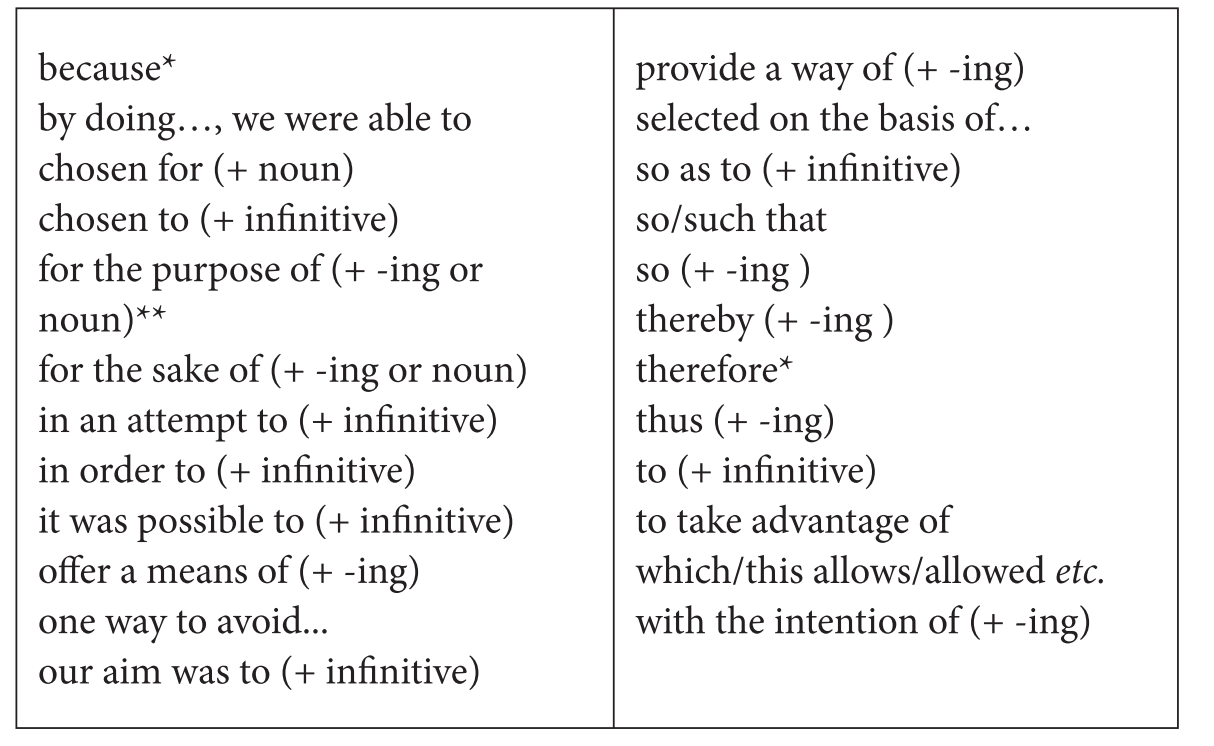 because*
by doing…, we were able to
chosen for (+ noun)
chosen to (+ infinitive)
for the purpose of (+ -ing or
noun)**
for the sake of (+ -ing or noun)
in an attempt to (+ infinitive)
in order to (+ infinitive)
it was possible to (+ infinitive)
offer a means of (+ -ing)
one way to avoid...
our aim was to (+ infinitive)
provide a way of (+ -ing)
selected on the basis of…
so as to (+ infinitive)
so/such that
so (+ -ing )
thereby (+ -ing )
therefore*
thus (+ -ing)
to (+ infinitive)
to take advantage of
which/this allows/allowed etc.
with the intention of (+ -ing)